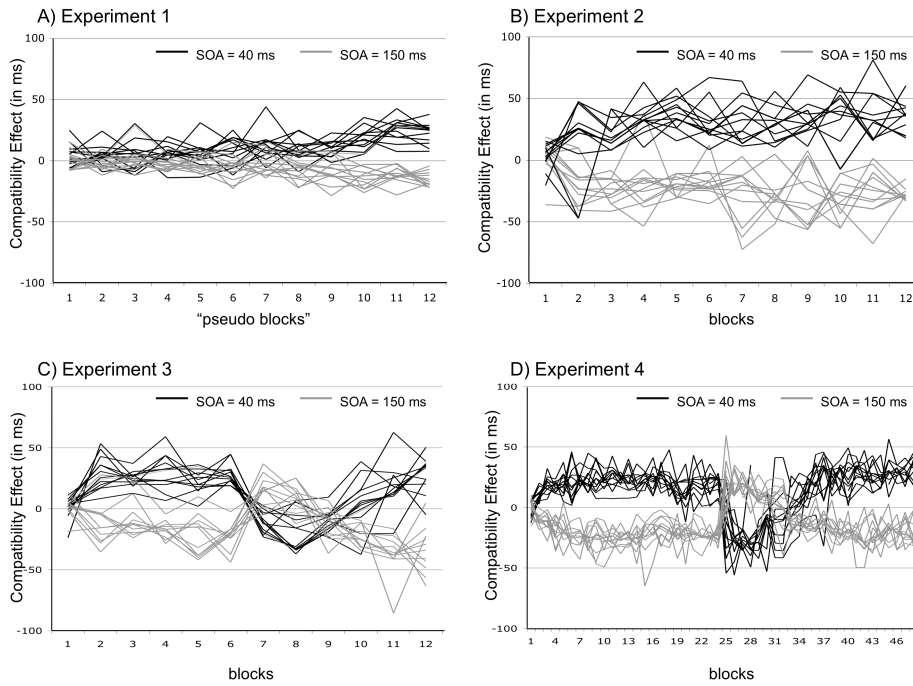 A) Experiment 1
100
SOA = 40 ms
SOA = 150 ms
50
0
-50
-100
Compatibility Effect (in ms)
1 2 3 4 5 6 7 8 9 10 11 12
“pseudo blocks”
B) Experiment 2
100
SOA = 40 ms
SOA = 150 ms
50
0
-50
-100
Compatibility Effect (in ms)
1 2 3 4 5 6 7 8 9 10 11 12
blocks
C) Experiment 3
100
SOA = 40 ms
SOA = 150 ms
50
0
-50
-100
Compatibility Effect (in ms)
1 2 3 4 5 6 7 8 9 10 11 12
blocks
D) Experiment 4
100
SOA = 40 ms
SOA = 150 ms
50
0
-50
-100
Compatibility Effect (in ms)
1 4 7 10 13 16 19 22 25 28 31 34 37 40 43 46
blocks